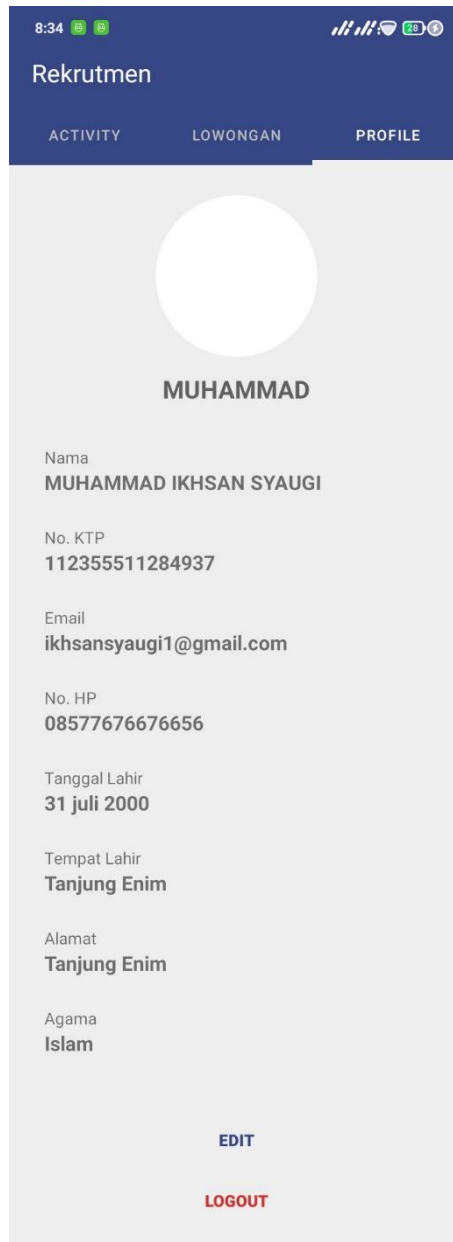 8:34
28
Rekrutmen
ACTIVITY LOWONGAN PROFILE
MUHAMMAD
Nama
MUHAMMAD IKHSAN SYAUGI
No. KTP
112355511284937
Email
ikhsansyaugi1@gmail.com
No. HP
08577676676656
Tanggal Lahir
31 juli 2000
Tempat Lahir
Tanjung Enim
Alamat
Tanjung Enim
Agama
Islam
EDIT
LOGOUT